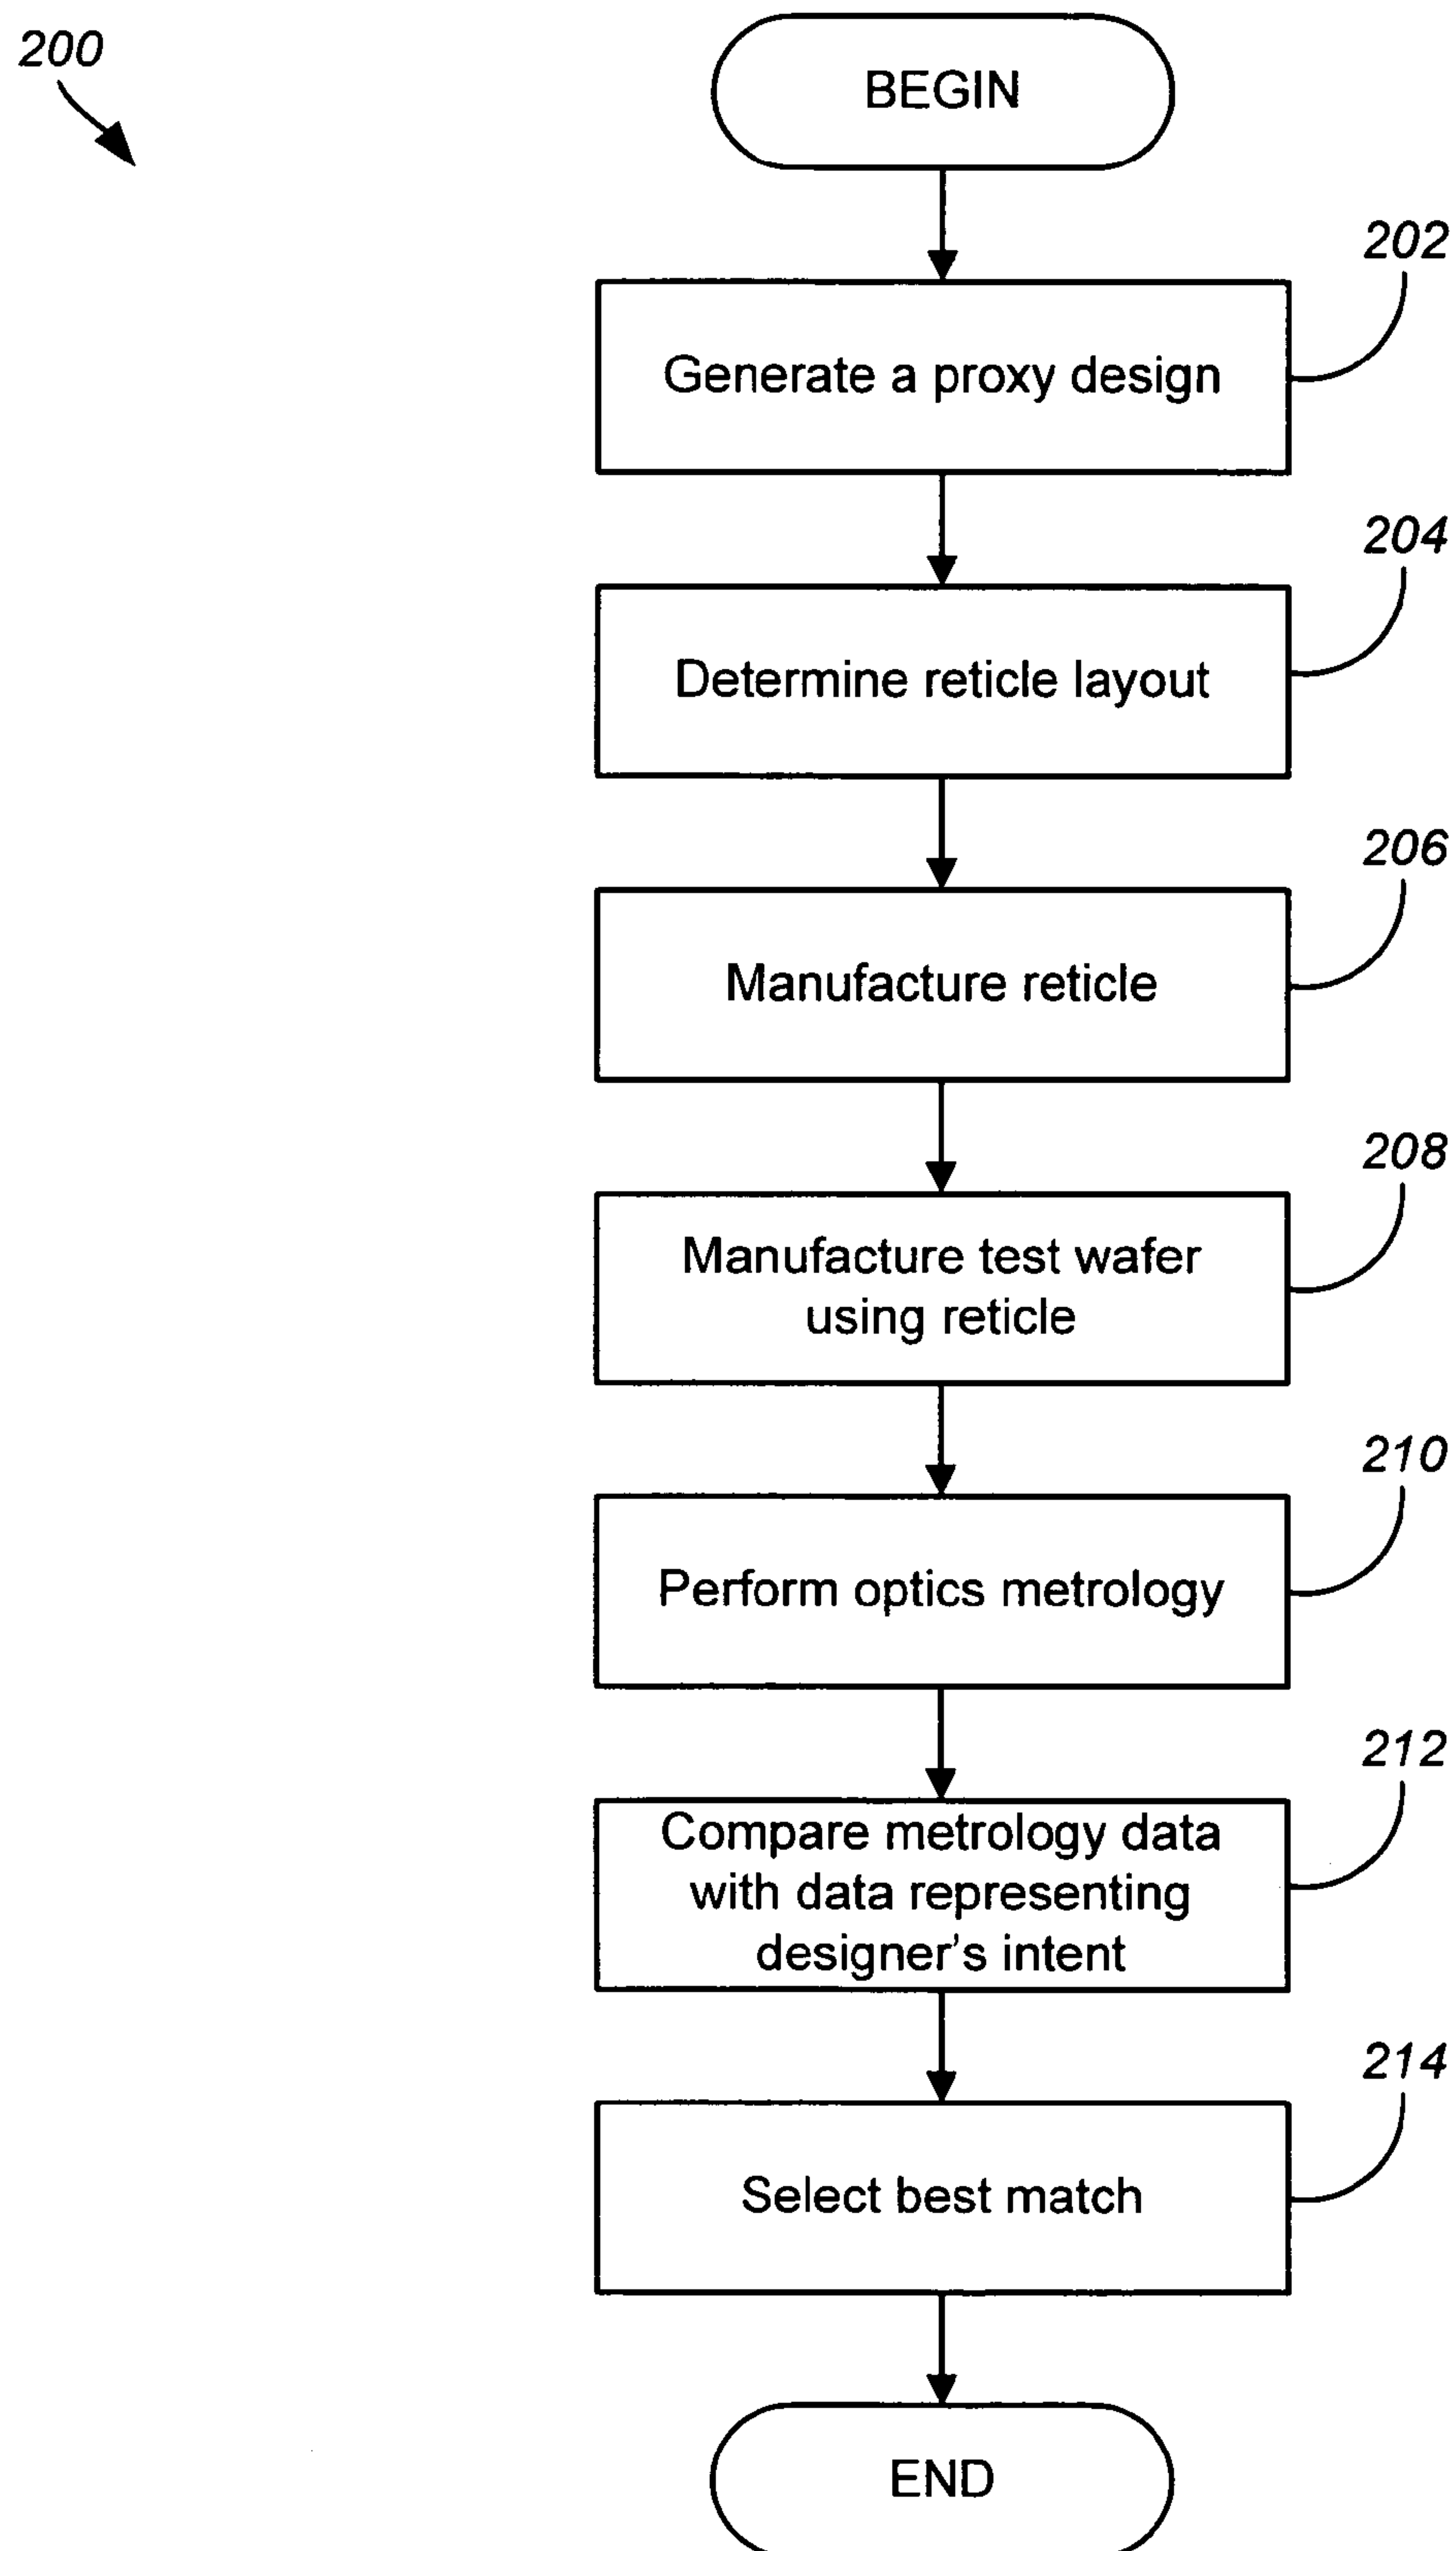 200
BEGIN
202
Generate a proxy design
204
Determine reticle layout
206
Manufacture reticle
208
Manufacture test wafer
using reticle
210
Perform optics metrology
212
Compare metrology data
with data representing
designer's intent
214
Select best match
END